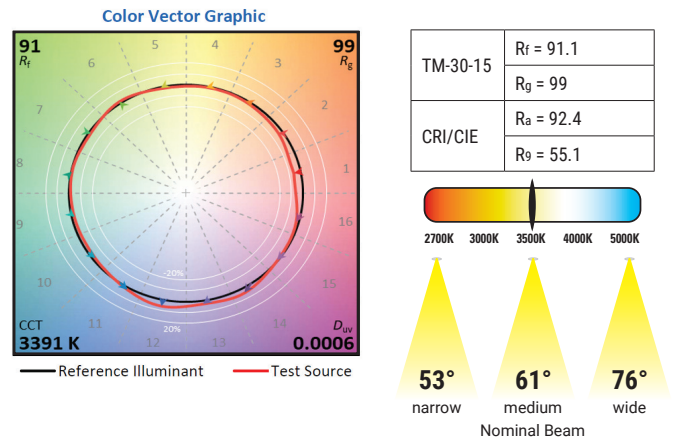 Color Vector Graphic
91
Rf
99
Rg
5
4
6
3
7
2
8
1
9
16
10
15
11
14
12
13
-20%
20%
CCT
3391 K
Duv
0.0006
Reference Illuminant
Test Source
TM-30-15
Rf = 91.1
Rg = 99
CRI/CIE
Ra = 92.4
R9 = 55.1
2700K 3000K 3500K 4000K 5000K
53° 61° 76°
narrow medium wide
Nominal Beam